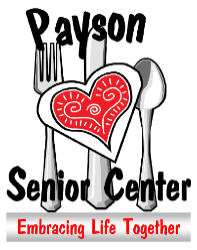 Payson
Senior Center
Embracing Life Together